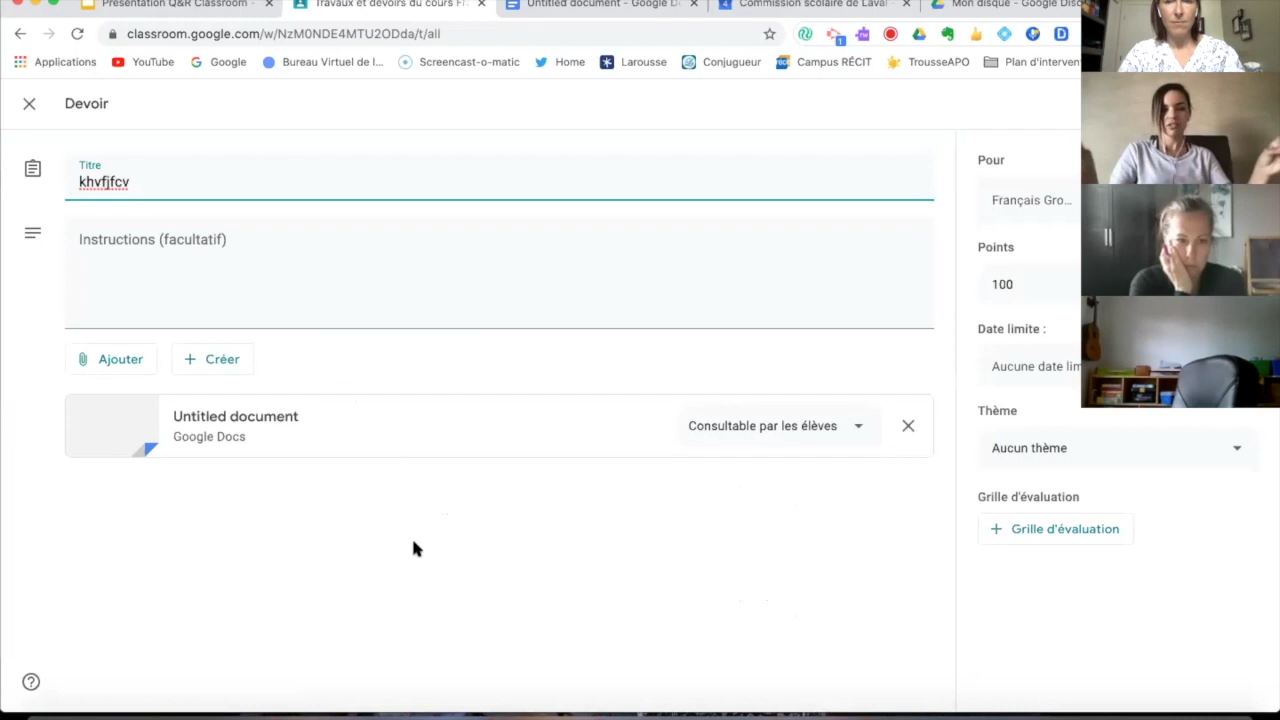 Présentation Q&R Classroom -
Travaux et devoirs du cours Fr
Untitled document - Google D
Commission scolaire de Laval
Mon disque - Google Disc
classroom.google.com/w/NzM0NDE4MTU2ODda/t/all
1
Applications
YouTube
Google
Bureau Virtuel de l...
Screencast-o-matic
Home
Larousse
Conjugueur
Campus RÉCIT
TrousseAPO
Plan d'interven
Devoir
Titre
khvfjfcv
Instructions (facultatif)
Ajouter
Créer
Untitled document
Google Docs
Consultable par les élèves
Pour
Français Gro...
Points
100
Date limite :
Aucune date lim
Thème
Aucun thème
Grille d'évaluation
Grille d'évaluation